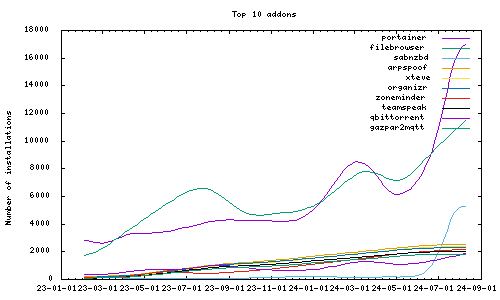 Top 10 addons
Number of installations
18000
16000
14000
12000
10000
8000
6000
4000
2000
0
portainer
filebrowser
sabnzbd
arpspoof
xteve
organizr
zoneminder
teamspeak
qbittorrent
gazpar2mqtt
23-01-01 23-03-01 23-05-01 23-07-01 23-09-01 23-11-01 24-01-01 24-03-01 24-05-01 24-07-01 24-09-01